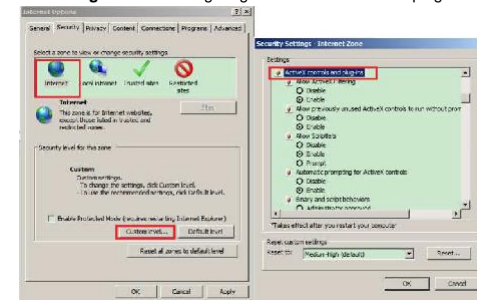 Internet Options
General Security Privacy Content Connections Programs Advanced
Select a zone to view or change security settings.
Internet Local intranet Trusted sites Restricted sites
Internet
This zone is for Internet websites,
except those listed in trusted and
restricted zones.
Sites
Security level for this zone
Custom
Custom settings.
- To change the settings, click Custom level.
- To use the recommended settings, click Default level.
Enable Protected Mode (requires restarting Internet Explorer)
Custom level... Default level
Reset all zones to default level
OK Cancel Apply
Security Settings - Internet Zone
Settings
ActiveX controls and plug-ins
Allow ActiveX Filtering
Disable
Enable
Allow previously unused ActiveX controls to run without prom
Disable
Enable
Allow Scriptlets
Disable
Enable
Prompt
Automatic prompting for ActiveX controls
Disable
Enable
Binary and script behaviors
Administrator approved
*Takes effect after you restart your computer
Reset custom settings
Reset to: Medium-high (default) Reset...
OK Cancel